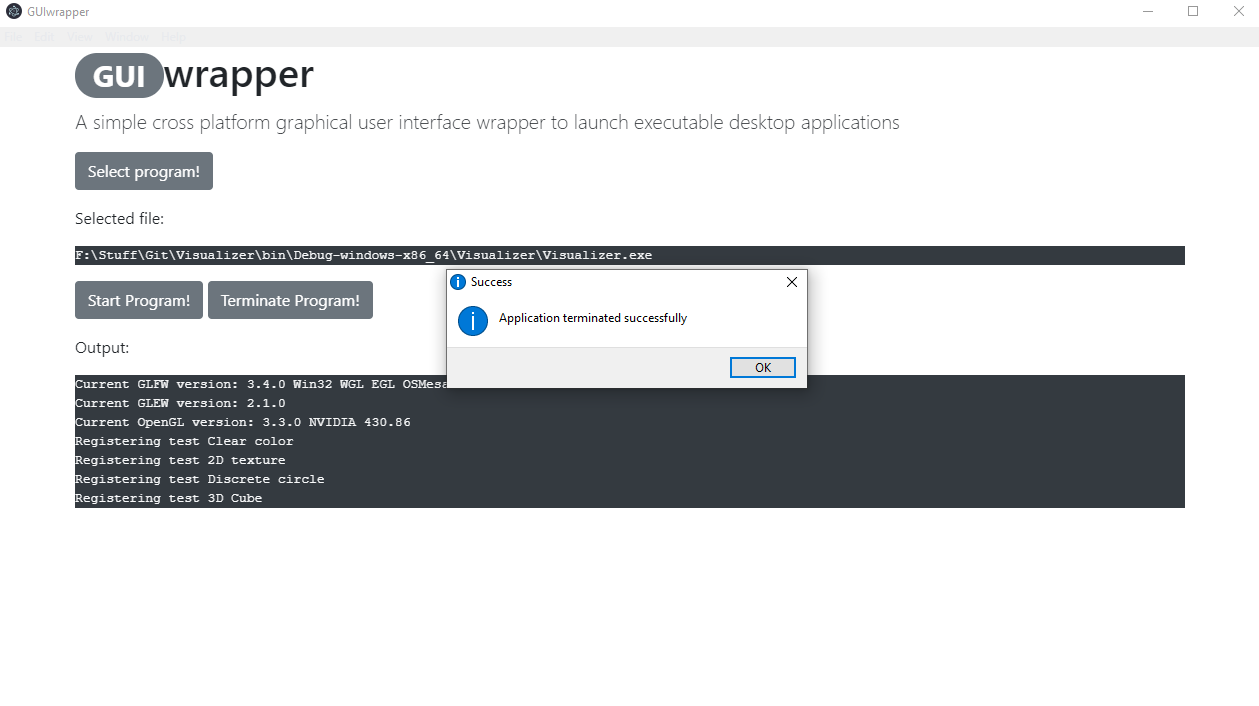 GUIwrapper
File Edit View Window Help
GUIwrapper
A simple cross platform graphical user interface wrapper to launch executable desktop applications
Select program!
Selected file:
F:\Stuff\Git\Visualizer\bin\Debug-windows-x86_64\Visualizer\Visualizer.exe
Start Program! Terminate Program!
Success
Application terminated successfully
OK
Output:
Current GLFW version: 3.4.0 Win32 WGL EGL OSMesa
Current GLEW version: 2.1.0
Current OpenGL version: 3.3.0 NVIDIA 430.86
Registering test Clear color
Registering test 2D texture
Registering test Discrete circle
Registering test 3D Cube